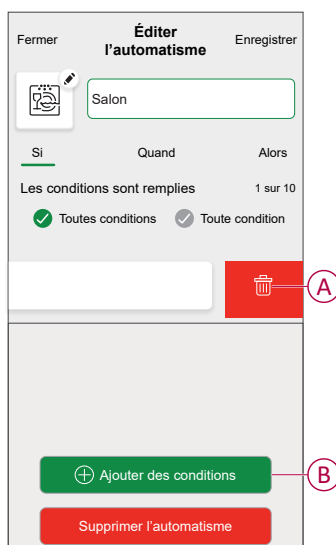 Fermer
Éditer
l'automatisme
Enregistrer
Salon
Si
Quand
Alors
Les conditions sont remplies
1 sur 10
Toutes conditions
Toute condition
A
Ajouter des conditions
B
Supprimer l'automatisme